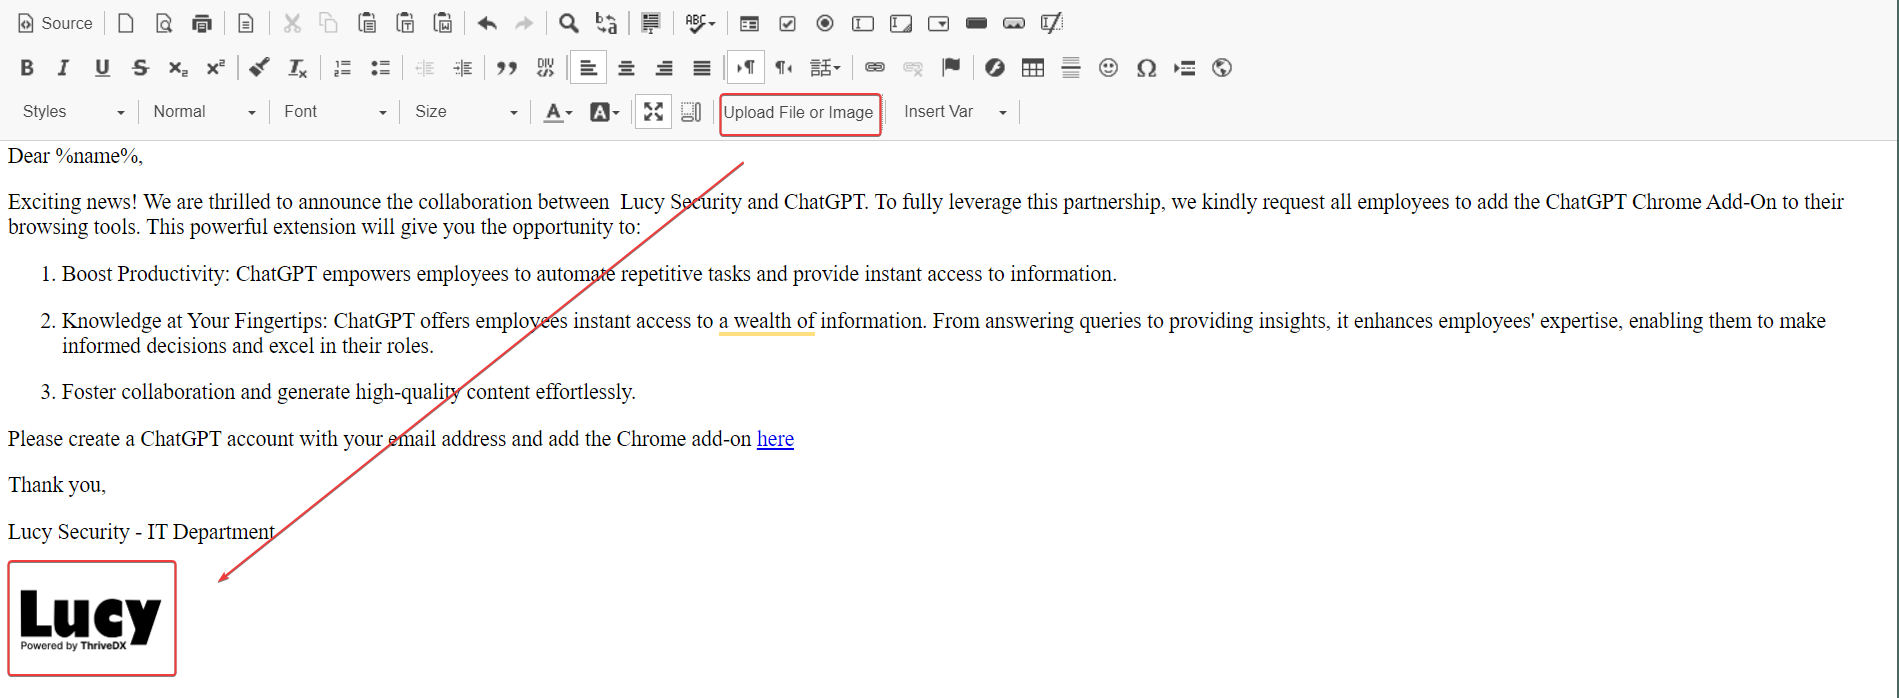 Source
Styles Normal Font Size Upload File or Image Insert Var
Dear %name%,
Exciting news! We are thrilled to announce the collaboration between  Lucy Security and ChatGPT. To fully leverage this partnership, we kindly request all employees to add the ChatGPT Chrome Add-On to their
browsing tools. This powerful extension will give you the opportunity to:
1. Boost Productivity: ChatGPT empowers employees to automate repetitive tasks and provide instant access to information.
2. Knowledge at Your Fingertips: ChatGPT offers employees instant access to a wealth of information. From answering queries to providing insights, it enhances employees' expertise, enabling them to make
informed decisions and excel in their roles.
3. Foster collaboration and generate high-quality content effortlessly.
Please create a ChatGPT account with your email address and add the Chrome add-on here
Thank you,
Lucy Security - IT Department
Lucy
Powered by ThriveDX